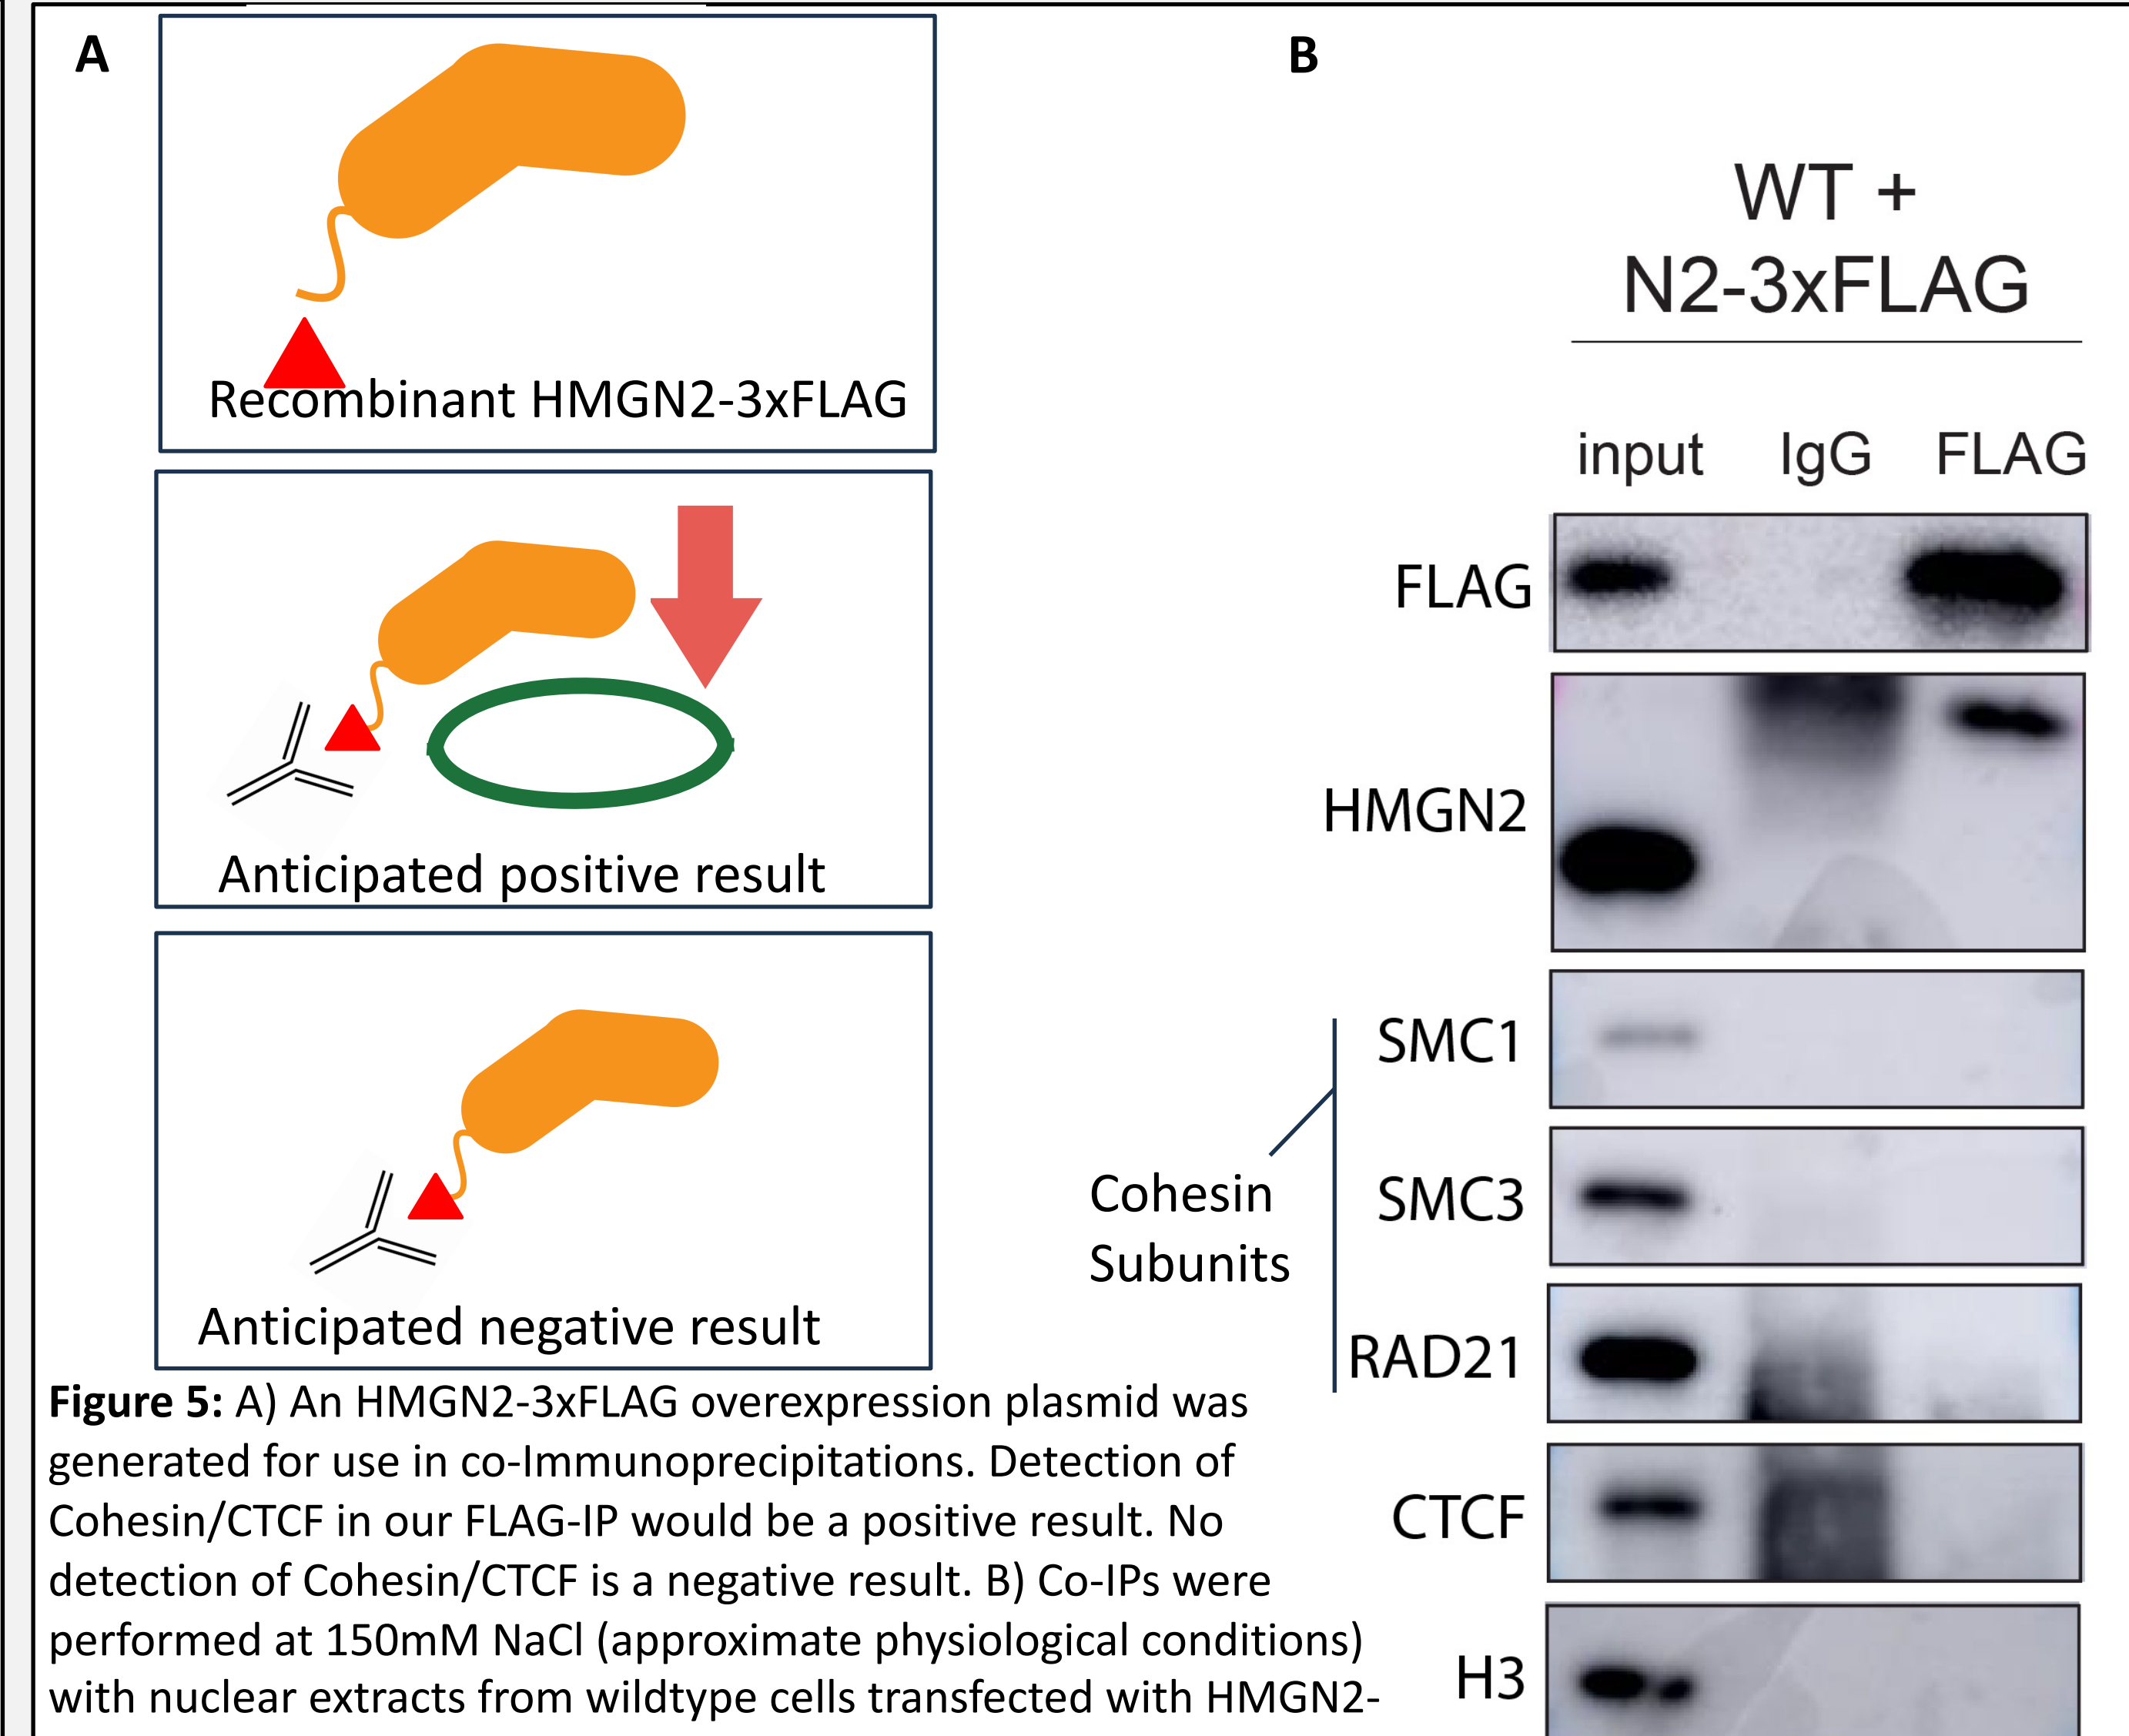 A
Recombinant HMGN2-3xFLAG
Anticipated positive result
Anticipated negative result
Figure 5: A) An HMGN2-3xFLAG overexpression plasmid was
generated for use in co-Immunoprecipitations. Detection of
Cohesin/CTCF in our FLAG-IP would be a positive result. No
detection of Cohesin/CTCF is a negative result. B) Co-IPs were
performed at 150mM NaCl (approximate physiological conditions)
with nuclear extracts from wildtype cells transfected with HMGN2-
B
WT +
N2-3xFLAG
input IgG FLAG
FLAG
HMGN2
Cohesin
Subunits
SMC1
SMC3
RAD21
CTCF
H3